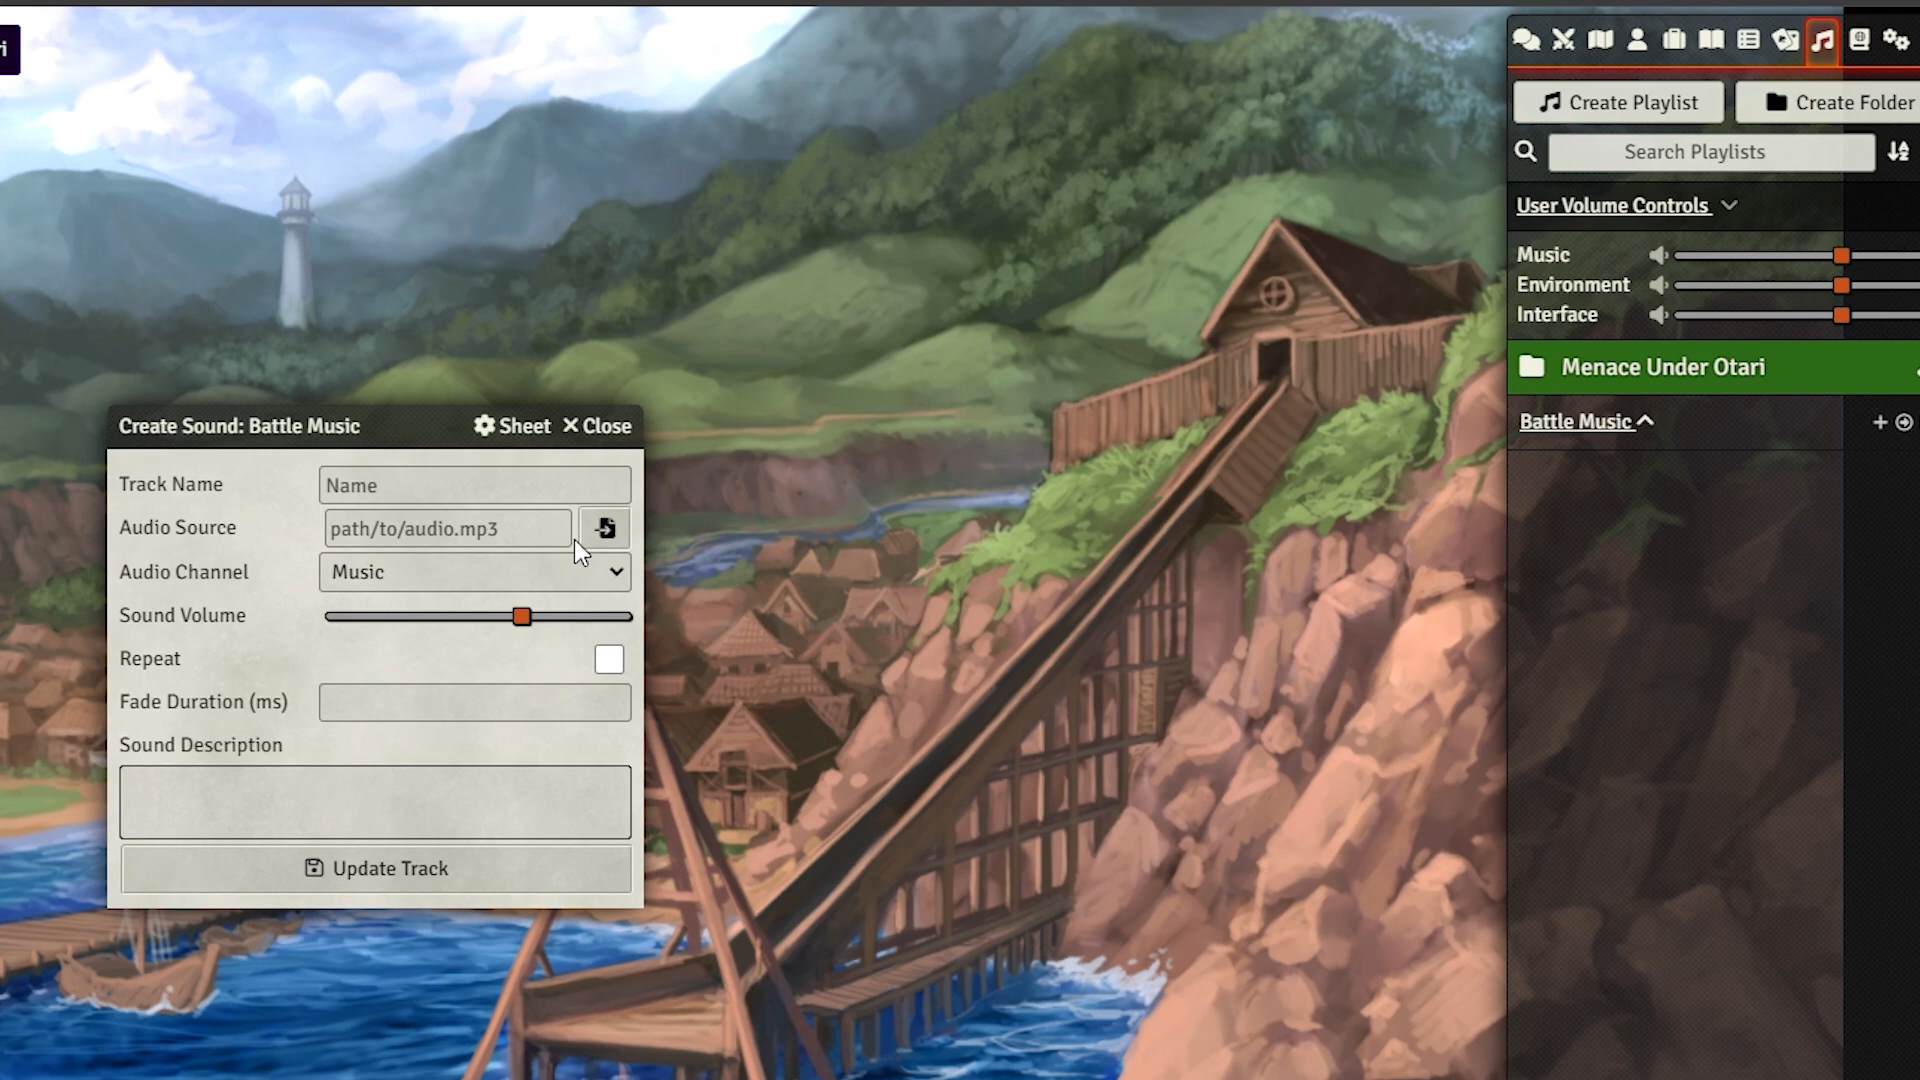 ri
Create Playlist
Create Folder
Search Playlists
User Volume Controls
Music
Environment
Interface
Menace Under Otari
Battle Music
Create Sound: Battle Music
Sheet
Close
Track Name
Name
Audio Source
path/to/audio.mp3
Audio Channel
Music
Sound Volume
Repeat
Fade Duration (ms)
Sound Description
Update Track